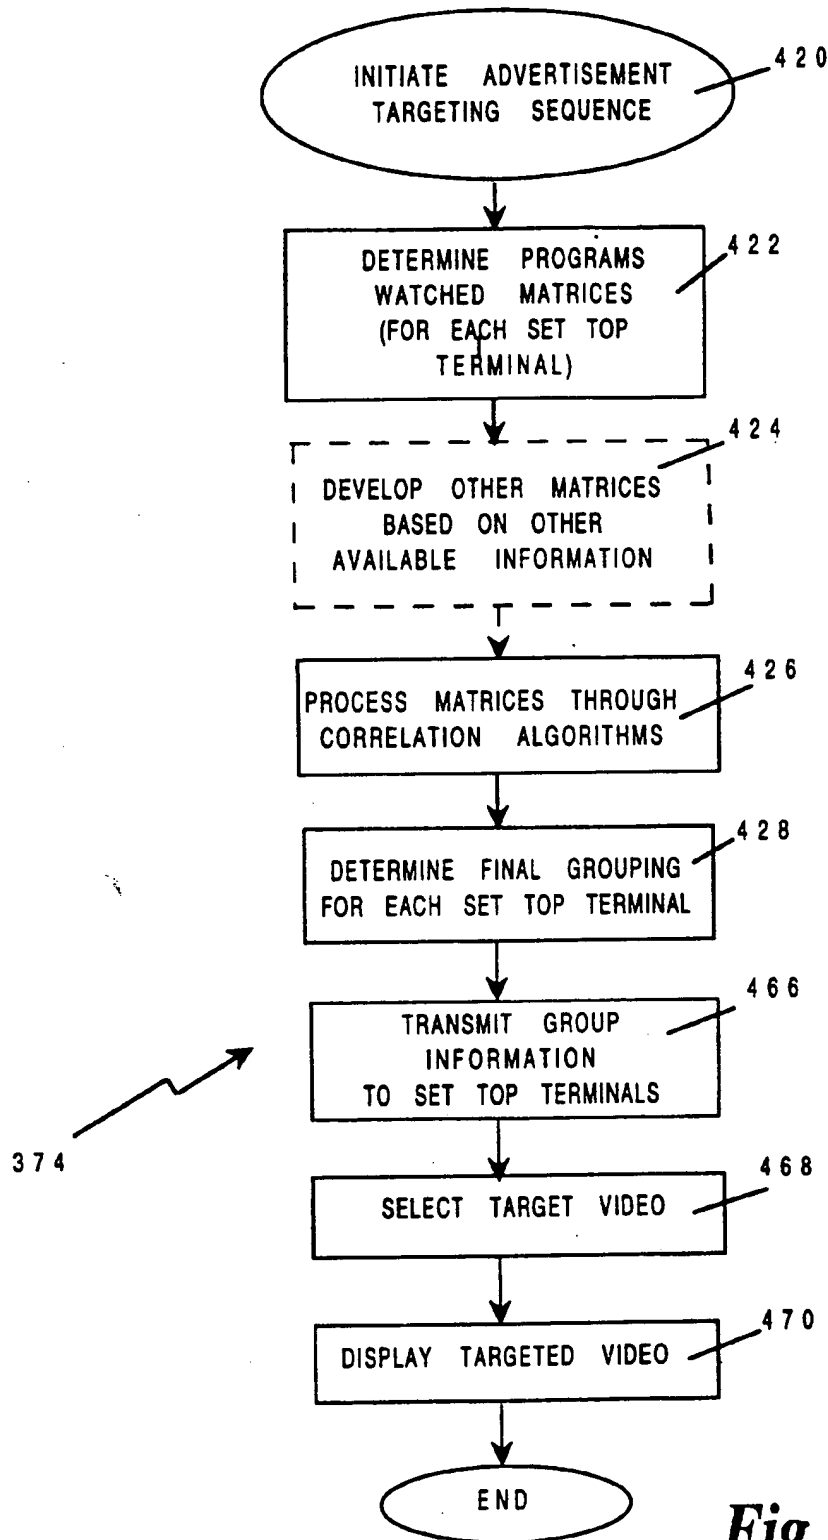 420
INITIATE ADVERTISEMENT
TARGETING SEQUENCE
422
DETERMINE PROGRAMS
WATCHED MATRICES
(FOR EACH SET TOP
TERMINAL)
424
DEVELOP OTHER MATRICES
BASED ON OTHER
AVAILABLE INFORMATION
426
PROCESS MATRICES THROUGH
CORRELATION ALGORITHMS
428
DETERMINE FINAL GROUPING
FOR EACH SET TOP TERMINAL
466
TRANSMIT GROUP
INFORMATION
TO SET TOP TERMINALS
374
468
SELECT TARGET VIDEO
470
DISPLAY TARGETED VIDEO
END
Fig